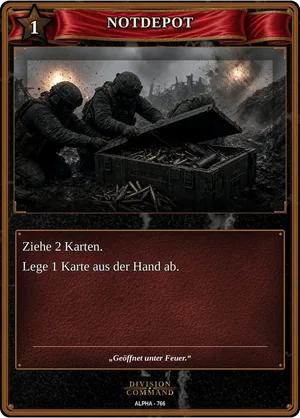 1
NOTDEPOT
Ziehe 2 Karten.
Lege 1 Karte aus der Hand ab.
„Geöffnet unter Feuer.“
DIVISION
COMMAND
ALPHA - 766